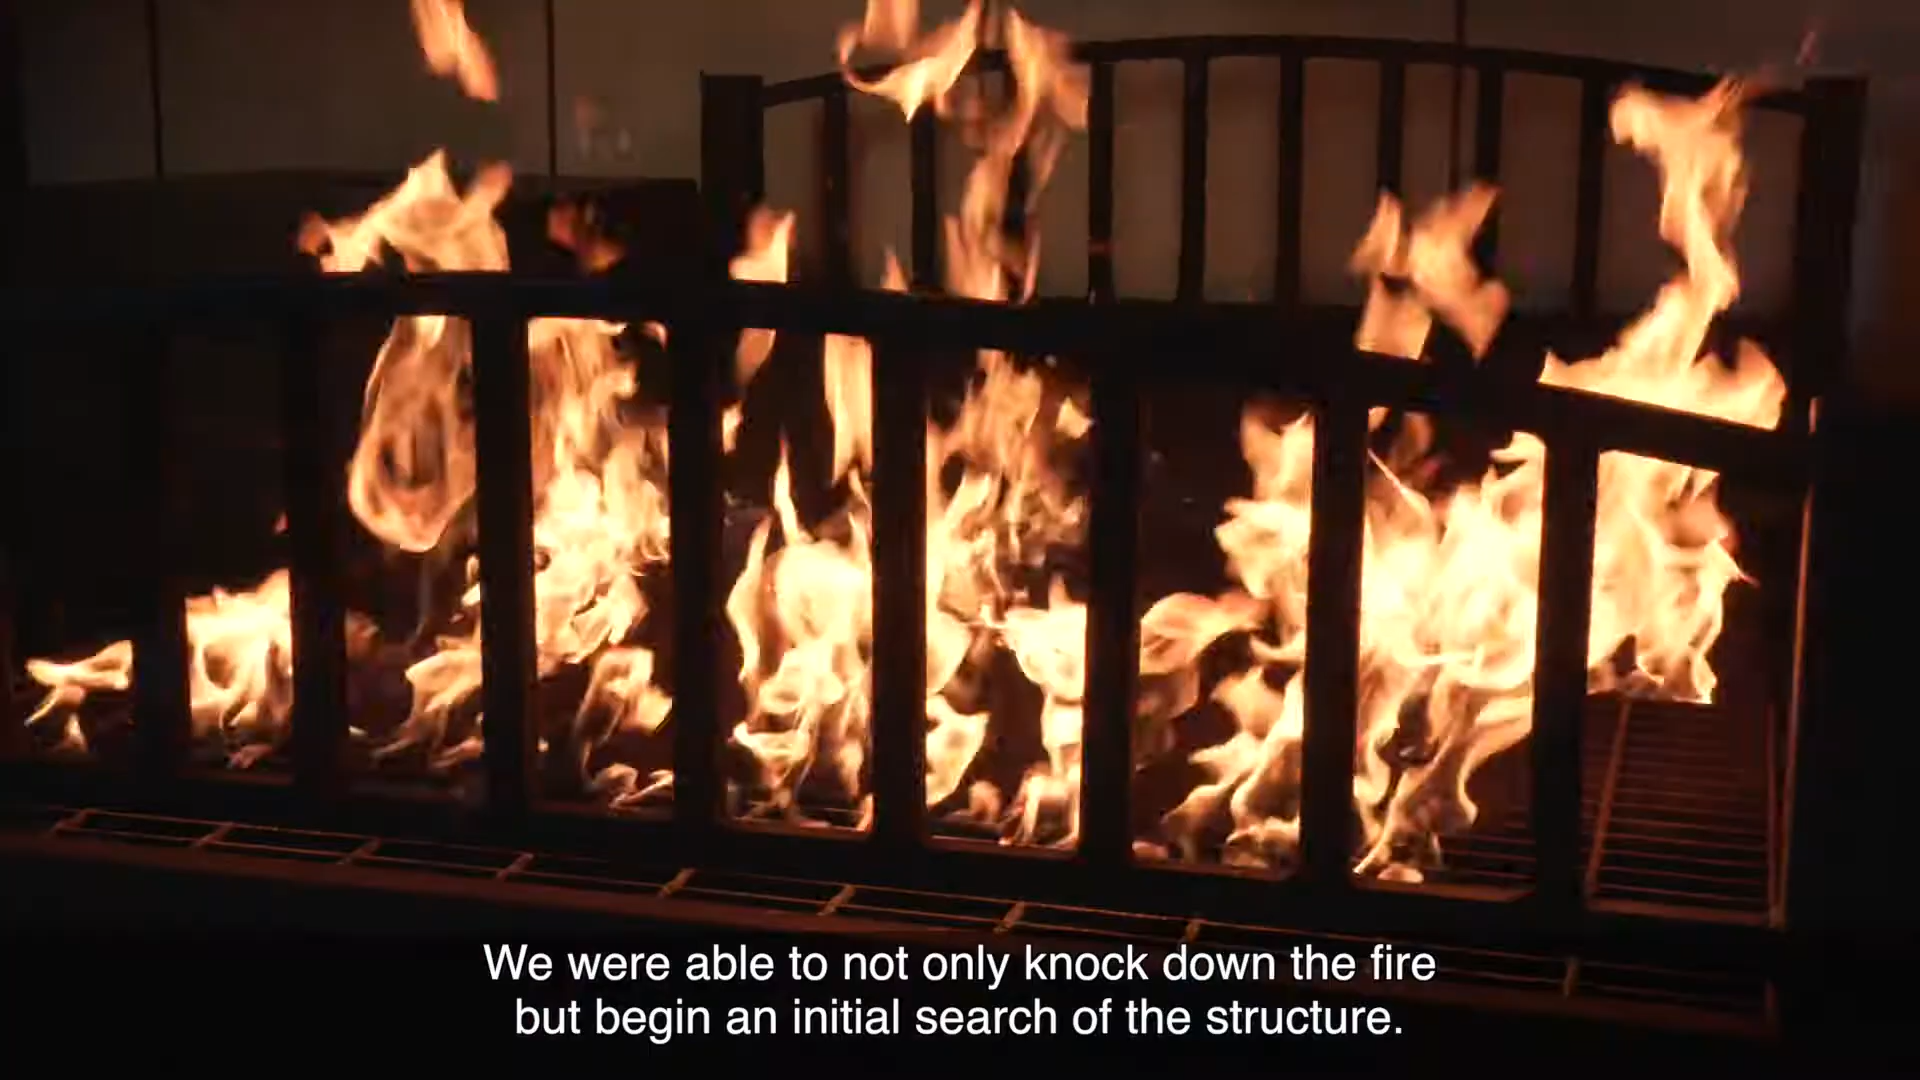 We were able to not only knock down the fire
but begin an initial search of the structure.